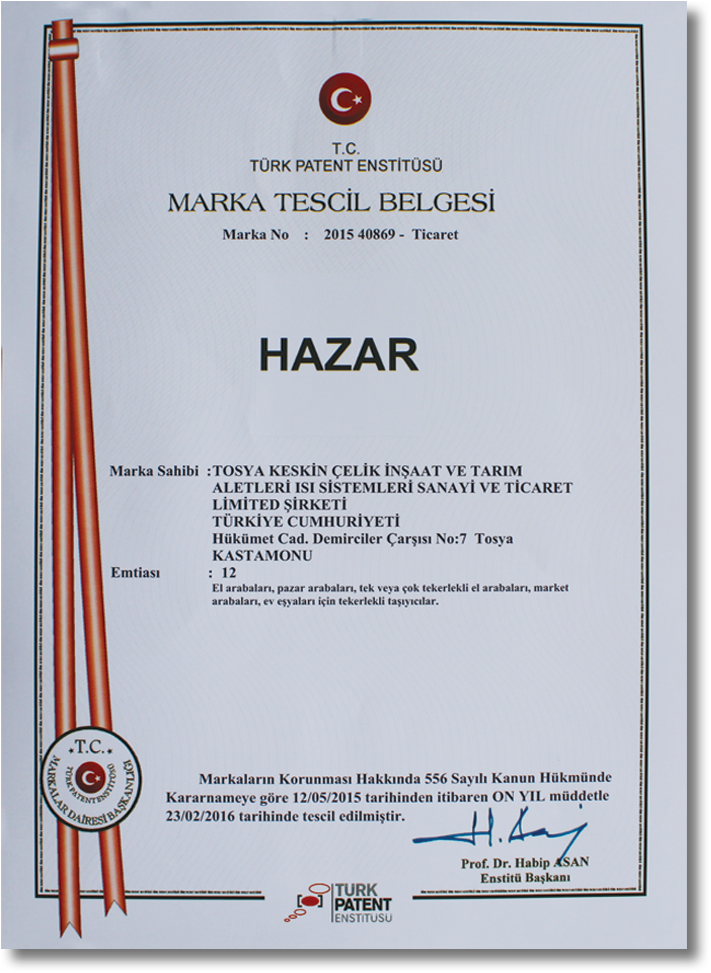 T.C.
TÜRK PATENT ENSTİTÜSÜ
MARKA TESCİL BELGESİ
Marka No : 2015 40869 - Ticaret
HAZAR
Marka Sahibi :TOSYA KESKİN ÇELİK İNŞAAT VE TARIM
ALETLERİ ISI SİSTEMLERİ SANAYİ VE TİCARET
LİMİTED ŞİRKETİ
TÜRKİYE CUMHURİYETİ
Hükümet Cad. Demirciler Çarşısı No:7 Tosya
KASTAMONU
Emtiası : 12
El arabaları, pazar arabaları, tek veya çok tekerlekli el arabaları, market
arabaları, ev eşyaları için tekerlekli taşıyıcılar.
T.C.
TÜRK PATENT ENSTİTÜSÜ
MARKALAR DAİRESİ BAŞKANLIĞI
Markaların Korunması Hakkında 556 Sayılı Kanun Hükmünde
Kararnameye göre 12/05/2015 tarihinden itibaren ON YIL müddetle
23/02/2016 tarihinde tescil edilmiştir.
Prof. Dr. Habip ASAN
Enstitü Başkanı
TÜRK
PATENT
ENSTİTÜSÜ